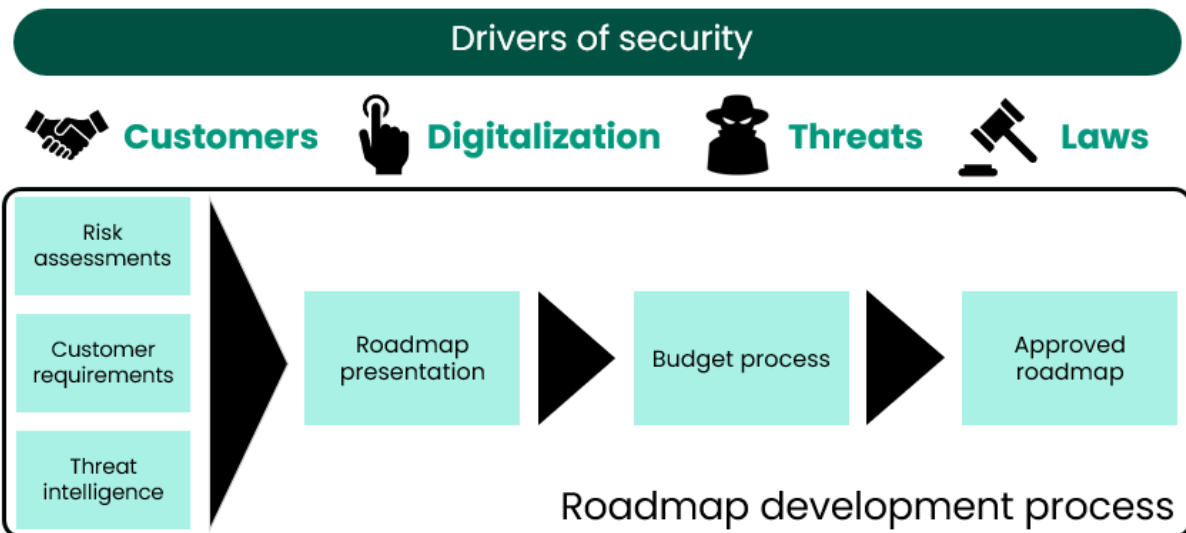 Drivers of security
Customers
Digitalization
Threats
Laws
Risk
assessments
Customer
requirements
Threat
intelligence
Roadmap
presentation
Budget process
Approved
roadmap
Roadmap development process